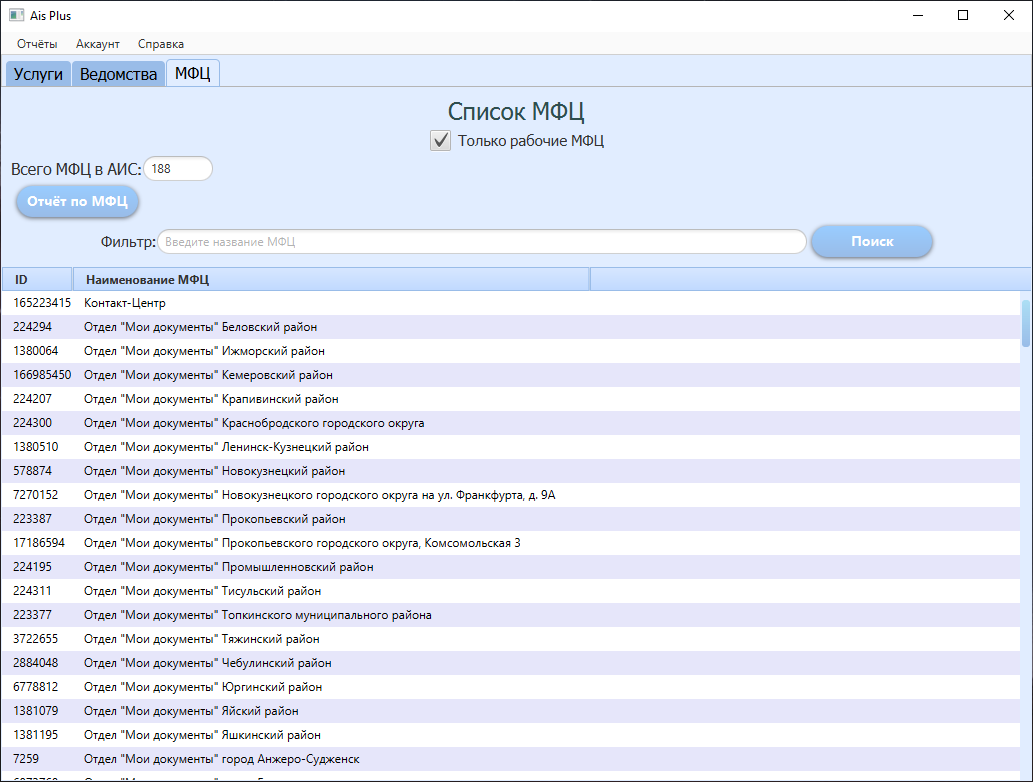 Ais Plus
Отчёты Аккаунт Справка
Услуги Ведомства МФЦ
Список МФЦ
Только рабочие МФЦ
Всего МФЦ в АИС: 188
Отчёт по МФЦ
Фильтр: Введите название МФЦ Поиск
ID Наименование МФЦ
165223415 Контакт-Центр
224294 Отдел "Мои документы" Беловский район
1380064 Отдел "Мои документы" Ижморский район
166985450 Отдел "Мои документы" Кемеровский район
224207 Отдел "Мои документы" Крапивинский район
224300 Отдел "Мои документы" Краснобродского городского округа
1380510 Отдел "Мои документы" Ленинск-Кузнецкий район
578874 Отдел "Мои документы" Новокузнецкий район
7270152 Отдел "Мои документы" Новокузнецкого городского округа на ул. Франкфурта, д. 9А
223387 Отдел "Мои документы" Прокопьевский район
17186594 Отдел "Мои документы" Прокопьевского городского округа, Комсомольская 3
224195 Отдел "Мои документы" Промышленновский район
224311 Отдел "Мои документы" Тисульский район
223377 Отдел "Мои документы" Топкинского муниципального района
3722655 Отдел "Мои документы" Тяжинский район
2884048 Отдел "Мои документы" Чебулинский район
6778812 Отдел "Мои документы" Юргинский район
1381079 Отдел "Мои документы" Яйский район
1381195 Отдел "Мои документы" Яшкинский район
7259 Отдел "Мои документы" город Анжеро-Судженск